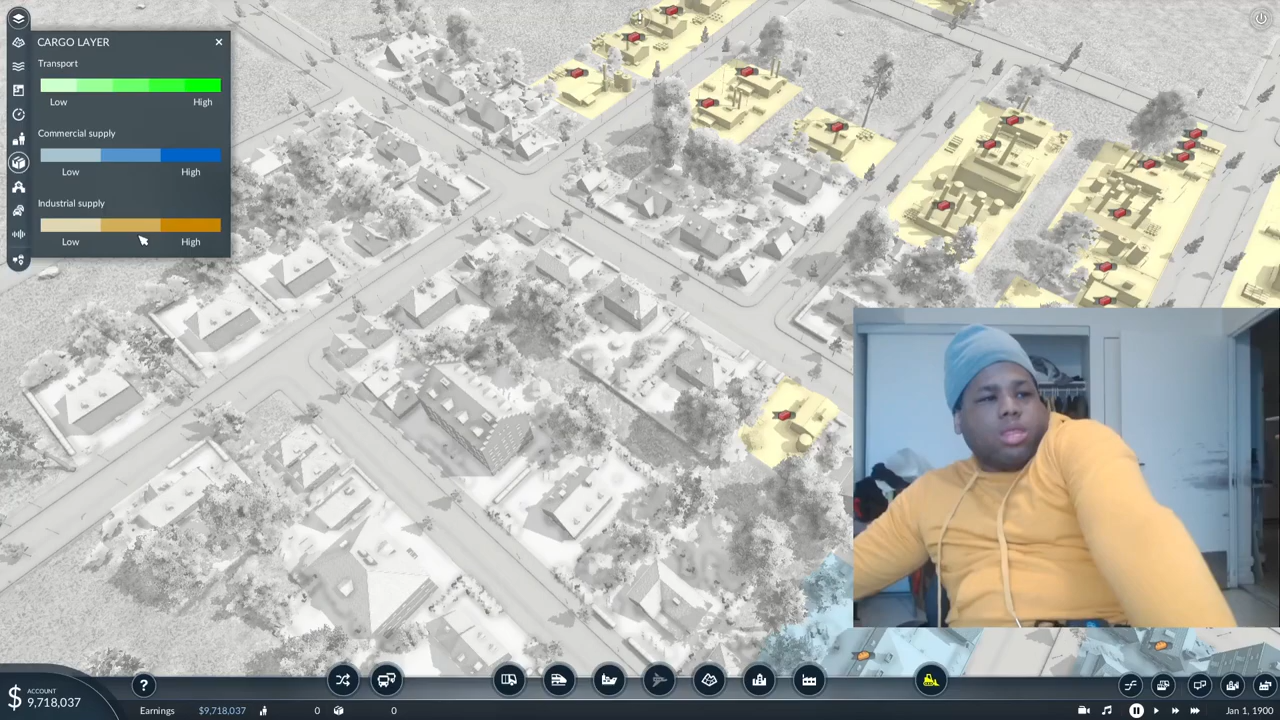 CARGO LAYER
Transport
Low High
Commercial supply
Low High
Industrial supply
Low High
$ ACCOUNT
9,718,037
?
Earnings $9,718,037 0 0
Jan 1, 1900